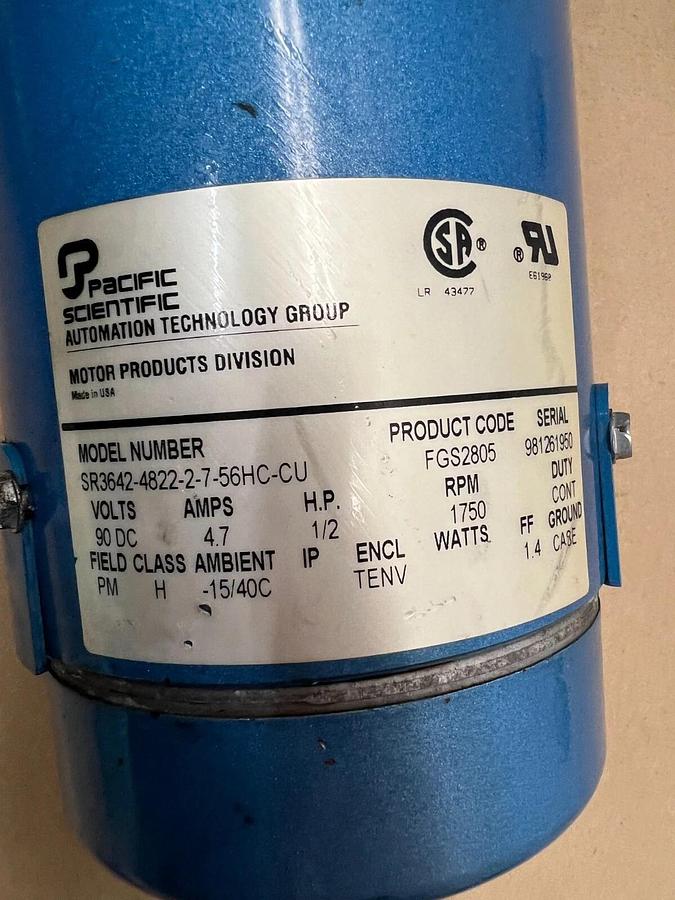 PACIFIC
SCIENTIFIC
AUTOMATION TECHNOLOGY GROUP
MOTOR PRODUCTS DIVISION
Made in USA
SA ®
LR 43477
® RU
MODEL NUMBER PRODUCT CODE SERIAL
SR3642-4822-2-7-56HC-CU FGS2805 981261950
VOLTS AMPS H.P. RPM DUTY
90 DC 4.7 1/2 1750 CONT
FIELD CLASS AMBIENT IP ENCL WATTS FF GROUND
PM H -15/40C TENV 1.4 CASE